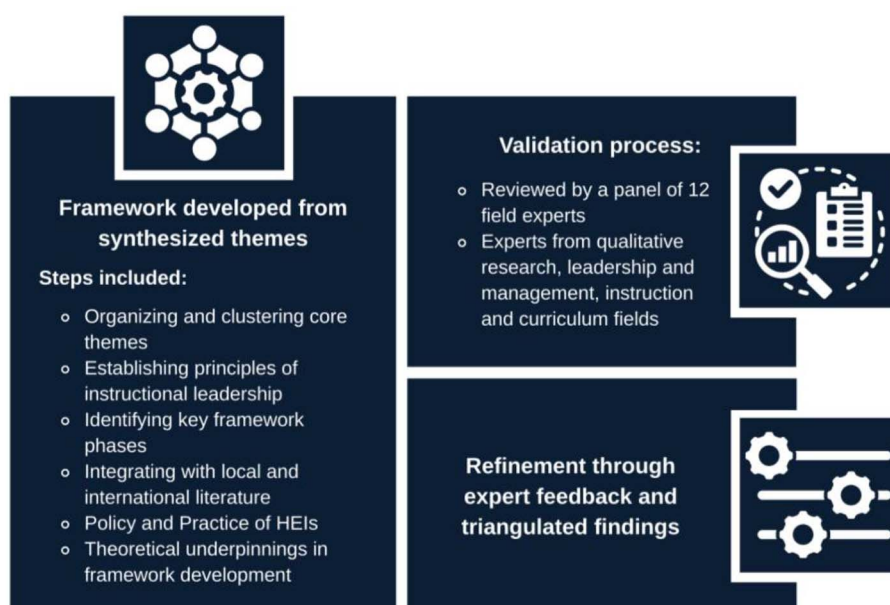 Framework developed from
synthesized themes
Steps included:
Organizing and clustering core
themes
Establishing principles of
instructional leadership
Identifying key framework
phases
Integrating with local and
international literature
Policy and Practice of HEIs
Theoretical underpinnings in
framework development
Validation process:
Reviewed by a panel of 12
field experts
Experts from qualitative
research, leadership and
management, instruction
and curriculum fields
Refinement through
expert feedback and
triangulated findings